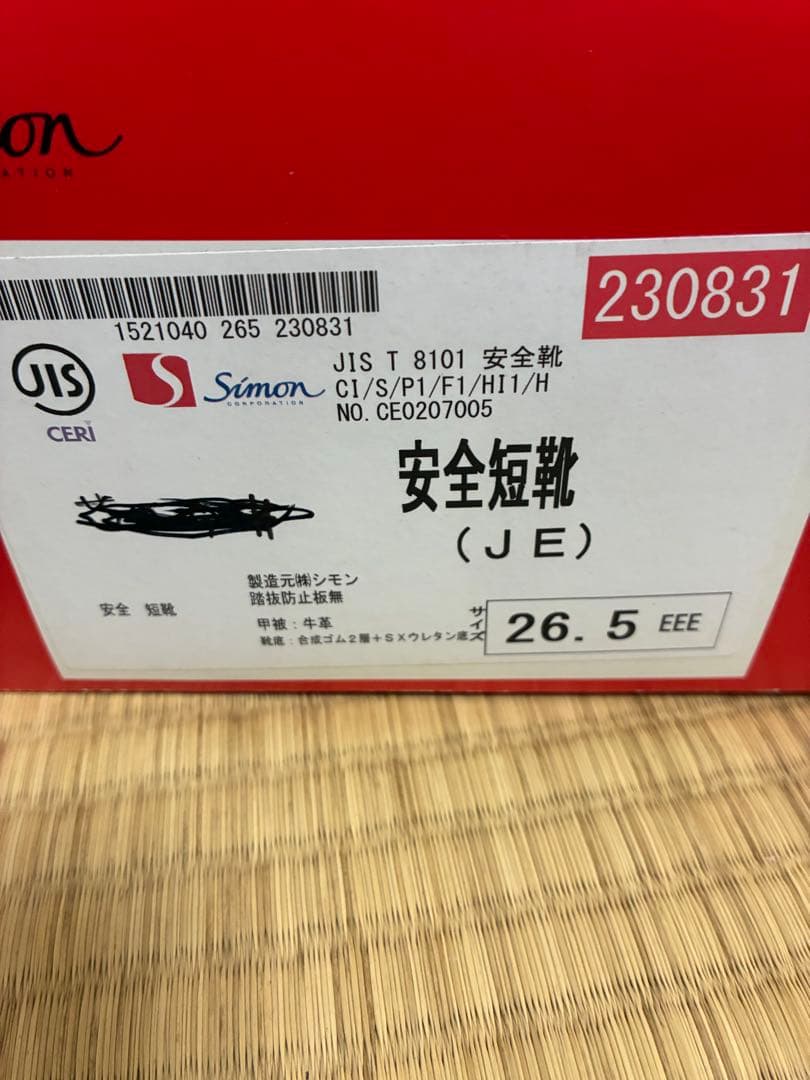 on
ATION
230831
1521040 265 230831
JIS
CERI
Simon
CORPORATION
JIS T 8101 安全靴
CI/S/P1/F1/HI1/H
NO. CE0207005
安全短靴
(JE)
製造元㈱シモン
踏抜防止板無
安全 短靴
甲被：牛革
靴底：合成ゴム2層+SXウレタン底
サイズ
26.5 EEE